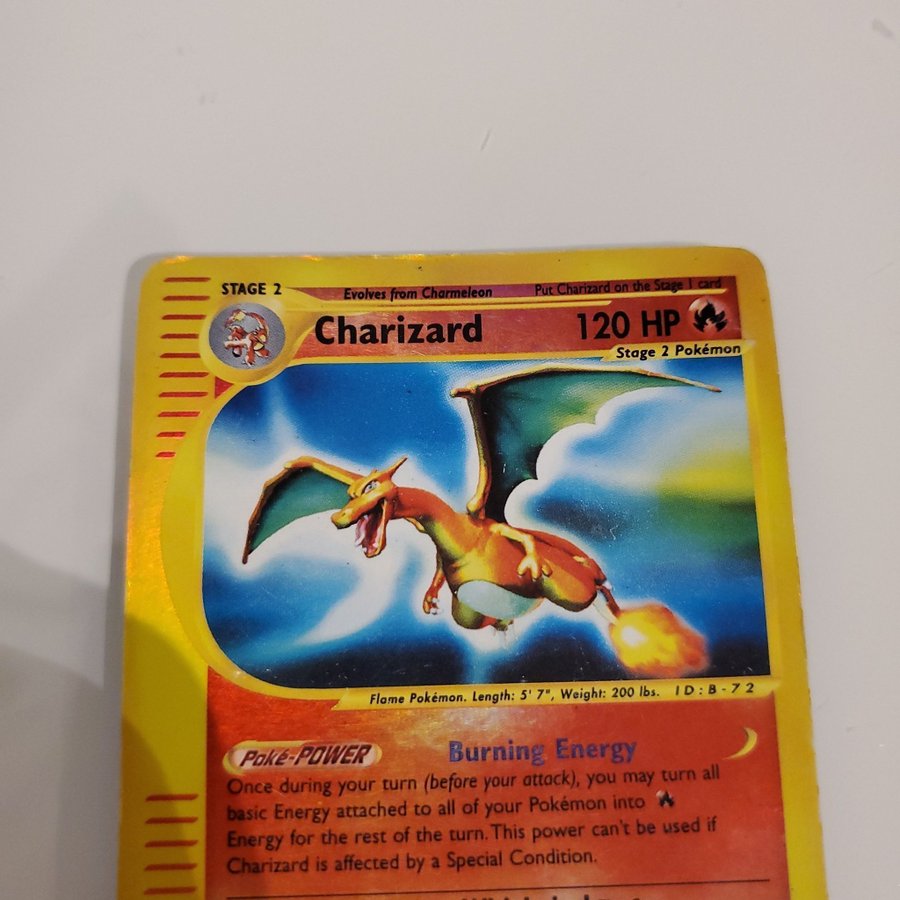 STAGE 2
Evolves from Charmeleon
Put Charizard on the Stage 1 card
Charizard
120 HP
Stage 2 Pokémon
Flame Pokémon. Length: 5' 7", Weight: 200 lbs. ID:B-72
Poké-POWER
Burning Energy
Once during your turn (before your attack), you may turn all
basic Energy attached to all of your Pokémon into
Energy for the rest of the turn. This power can't be used if
Charizard is affected by a Special Condition.